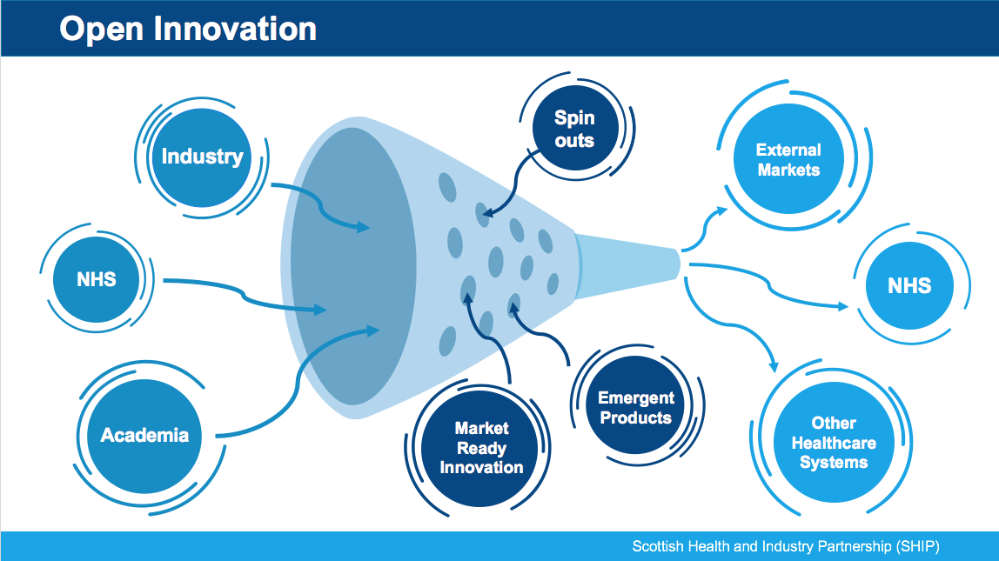 Open Innovation
Industry
NHS
Academia
Spin
outs
Market
Ready
Innovation
Emergent
Products
External
Markets
NHS
Other
Healthcare
Systems
Scottish Health and Industry Partnership (SHIP)